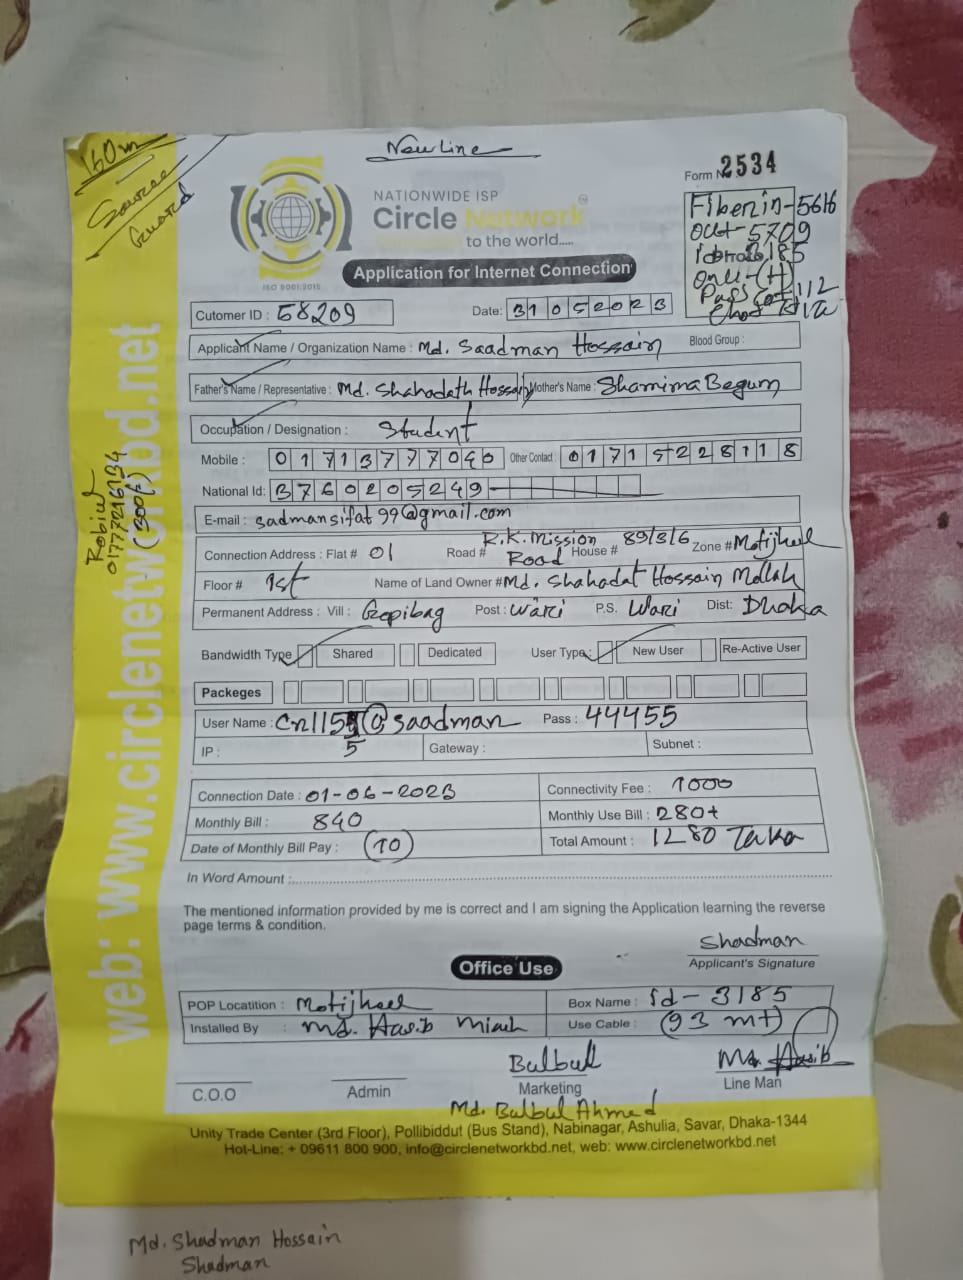 New Line
160m
Source
Guard
Form No 2534
NATIONWIDE ISP
Circle Network
to the world.....
ISO 9001:2015
Fiber in-5616
out-5709
Application for Internet Connection
Cutomer ID : 58209
Date: 31052023
Applicant Name / Organization Name : Md. Saadman Hossain Blood Group :
Father's Name / Representative : Md. Shahadath Hossain Mother's Name : Shamima Begum
Occupation / Designation : Student
Mobile : 01713777040 Other Contact : 01715228118
National Id: 3760205249
E-mail : sadmansifat99@gmail.com
Connection Address : Flat # 01 Road # R.K. Mission Road House # 89/3/6 Zone # Motijheel
Floor # 1st Name of Land Owner # Md. Shahadat Hossain Mollah
Permanent Address : Vill : Gopibag Post : Wari P.S. Wari Dist: Dhaka
Bandwidth Type : Shared Dedicated User Type : New User Re-Active User
Packeges
User Name : cn1155@saadman Pass : 44455
IP : Gateway : Subnet :
Connection Date : 01-06-2023 Connectivity Fee : 1000
Monthly Bill : 840 Monthly Use Bill : 280+
Date of Monthly Bill Pay : (10) Total Amount : 1280 Taka
In Word Amount :
The mentioned information provided by me is correct and I am signing the Application learning the reverse
page terms & condition.
Shadman
Applicant's Signature
Office Use
POP Locatition : Motijheel Box Name : id-3185
Installed By : Md. Hasib Miah Use Cable : (93 mt)
Bulbul Md. Hasib
C.O.O Admin Marketing Line Man
Md. Bulbul Ahmed
Unity Trade Center (3rd Floor), Pollibiddut (Bus Stand), Nabinagar, Ashulia, Savar, Dhaka-1344
Hot-Line: + 09611 800 900, info@circlenetworkbd.net, web: www.circlenetworkbd.net
web: www.circlenetworkbd.net
Robiul
01777216134
Md. Shadman Hossain
Shadman